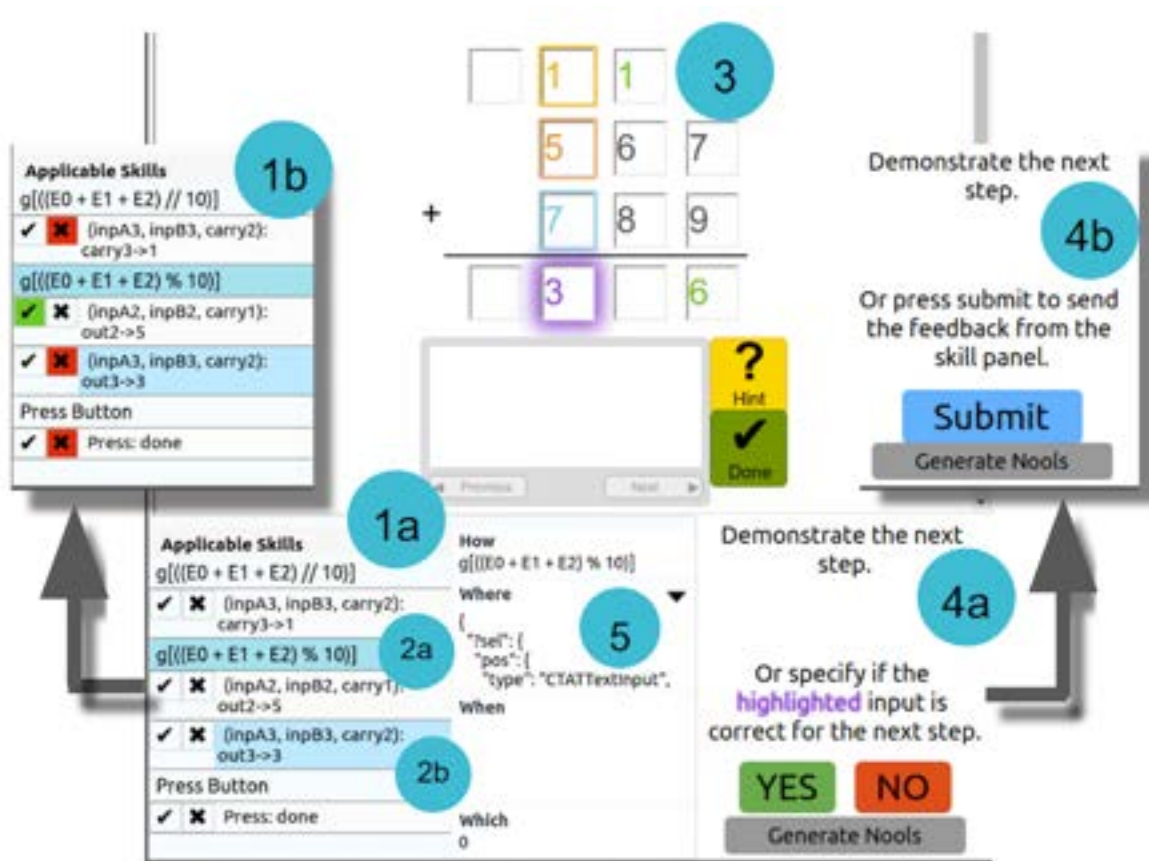 1 1 3
5 6 7
+ 7 8 9
3 6
? Hint
✔ Done
Previous Next
1b
Applicable Skills
g[((E0 + E1 + E2) // 10)]
✔ ✖ (inpA3, inpB3, carry2):
carry3->1
g[((E0 + E1 + E2) % 10)]
✔ ✖ (inpA2, inpB2, carry1):
out2->5
✔ ✖ (inpA3, inpB3, carry2):
out3->3
Press Button
✔ ✖ Press: done
Demonstrate the next
step.
4b
Or press submit to send
the feedback from the
skill panel.
Submit
Generate Nools
1a
Applicable Skills
g[((E0 + E1 + E2) // 10)]
✔ ✖ (inpA3, inpB3, carry2):
carry3->1
2a
g[((E0 + E1 + E2) % 10)]
✔ ✖ (inpA2, inpB2, carry1):
out2->5
✔ ✖ (inpA3, inpB3, carry2):
out3->3
2b
Press Button
✔ ✖ Press: done
How
g[((E0 + E1 + E2) % 10)]
Where
5
{
"?sel": {
"pos": {
"type": "CTATTextInput",
When
Which
0
Demonstrate the next
step.
4a
Or specify if the
highlighted input is
correct for the next step.
YES NO
Generate Nools